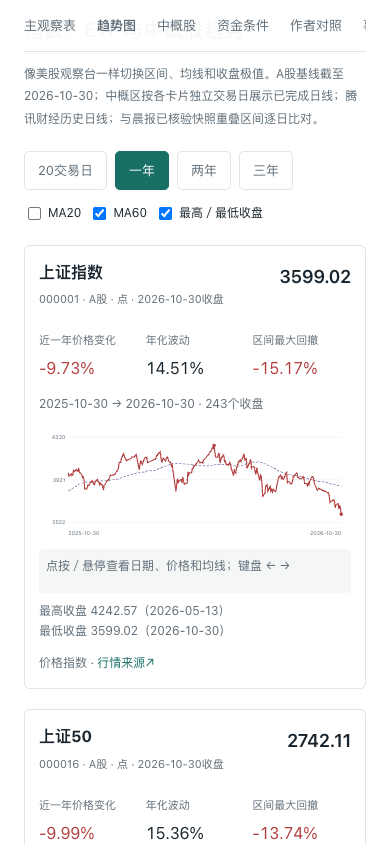 主观察表 趋势图 中概股 资金条件 作者对照
像美股观察台一样切换区间、均线和收盘极值。A股基线截至
2026-10-30；中概区按各卡片独立交易日展示已完成日线；腾
讯财经历史日线；与晨报已核验快照重叠区间逐日比对。
20交易日 一年 两年 三年
MA20 MA60 最高 / 最低收盘
上证指数 3599.02
000001 · A股 · 点 · 2026-10-30收盘
近一年价格变化 年化波动 区间最大回撤
-9.73% 14.51% -15.17%
2025-10-30 → 2026-10-30 · 243个收盘
4320
3921
3522
2025-10-30 2026-10-30
点按 / 悬停查看日期、价格和均线；键盘 ← →
最高收盘 4242.57（2026-05-13）
最低收盘 3599.02（2026-10-30）
价格指数 · 行情来源↗
上证50 2742.11
000016 · A股 · 点 · 2026-10-30收盘
近一年价格变化 年化波动 区间最大回撤
-9.99% 15.36% -13.74%